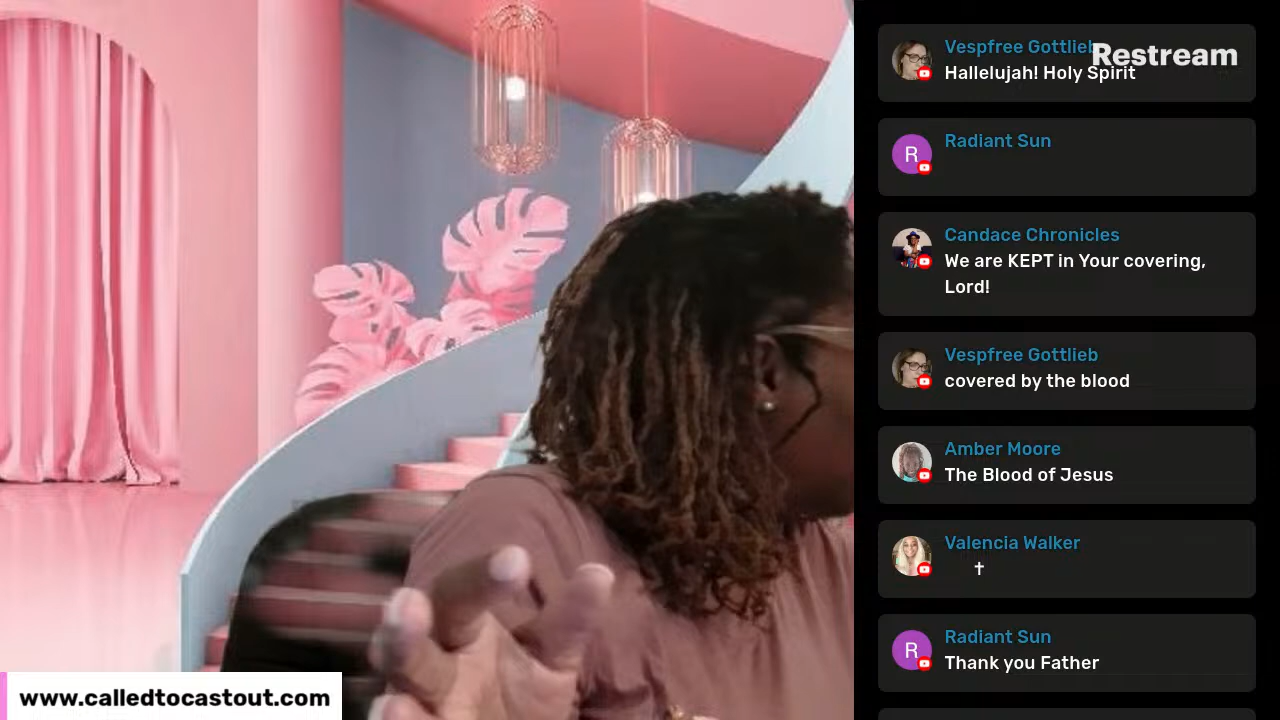 Vespfree Gottlieb
Restream
Hallelujah! Holy Spirit
R
Radiant Sun
Candace Chronicles
We are KEPT in Your covering,
Lord!
Vespfree Gottlieb
covered by the blood
Amber Moore
The Blood of Jesus
Valencia Walker
✝
R
Radiant Sun
Thank you Father
www.calledtocastout.com